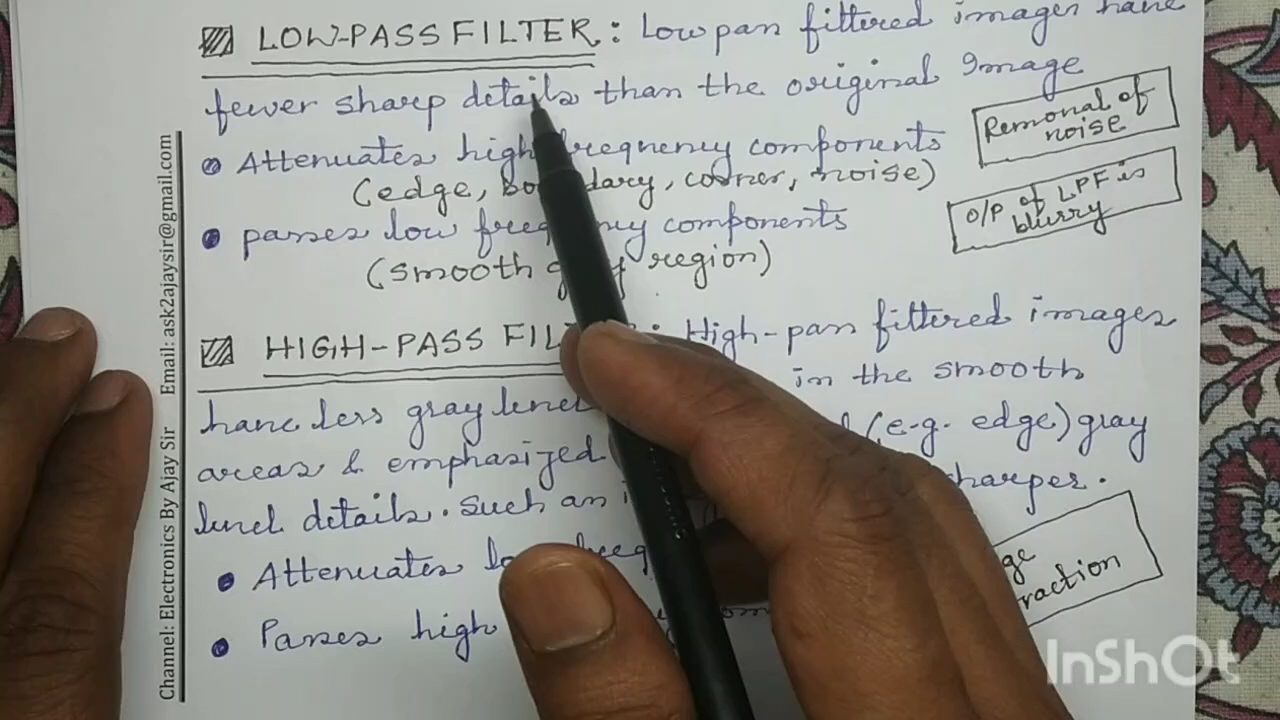 LOW-PASS FILTER : Low pass filtered images have
fewer sharp details than the original Image
Removal of
noise
Attenuates high frequency components
(edge, boundary, corner, noise)
O/P of LPF is
blurry
passes low frequency components
(smooth gray region)
HIGH-PASS FILTER : High-pass filtered images
have less gray level in the smooth
areas & emphasized (e-g. edge) gray
level details. Such an sharper.
Attenuates
Passes high
Channel: Electronics By Ajay Sir Email: ask2ajaysir@gmail.com
InShOt